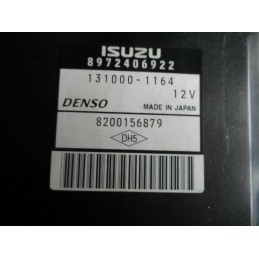 ISUZU
8972406922
131000-1164
12V
DENSO
MADE IN JAPAN
8200156879
DH5